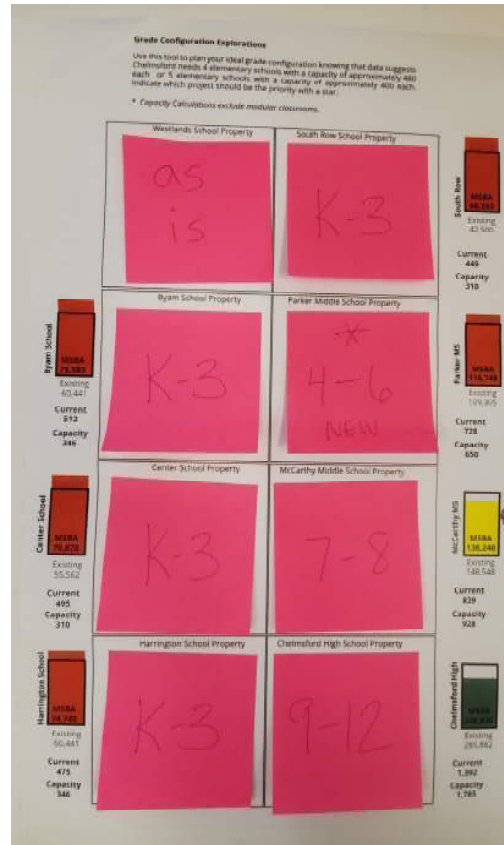 Grade Configuration Explorations
Use this tool to plan your ideal grade configuration knowing that data suggests
Chelmsford needs 4 elementary schools with a capacity of approximately 480
each or 5 elementary schools with a capacity of approximately 400 each.
Indicate which project should be the priority with a star.
* Capacity Calculations exclude modular classrooms.
Westlands School Property
South Row School Property
as
is
K-3
South Row
MSBA
Existing
Current
449
Capacity
310
Byam School Property
Parker Middle School Property
Byam School
MSBA
Existing
60,441
Current
512
Capacity
346
K-3
*
4-6
NEW
Parker MS
MSBA
Existing
Current
728
Capacity
650
Center School Property
McCarthy Middle School Property
Center School
MSBA
Existing
55,562
Current
495
Capacity
310
K-3
7-8
McCarthy MS
MSBA
138,248
Existing
148,548
Current
829
Capacity
928
Harrington School Property
Chelmsford High School Property
Harrington School
MSBA
Existing
60,441
Current
475
Capacity
346
K-3
9-12
Chelmsford High
MSBA
Existing
Current
1,392
Capacity
1,765